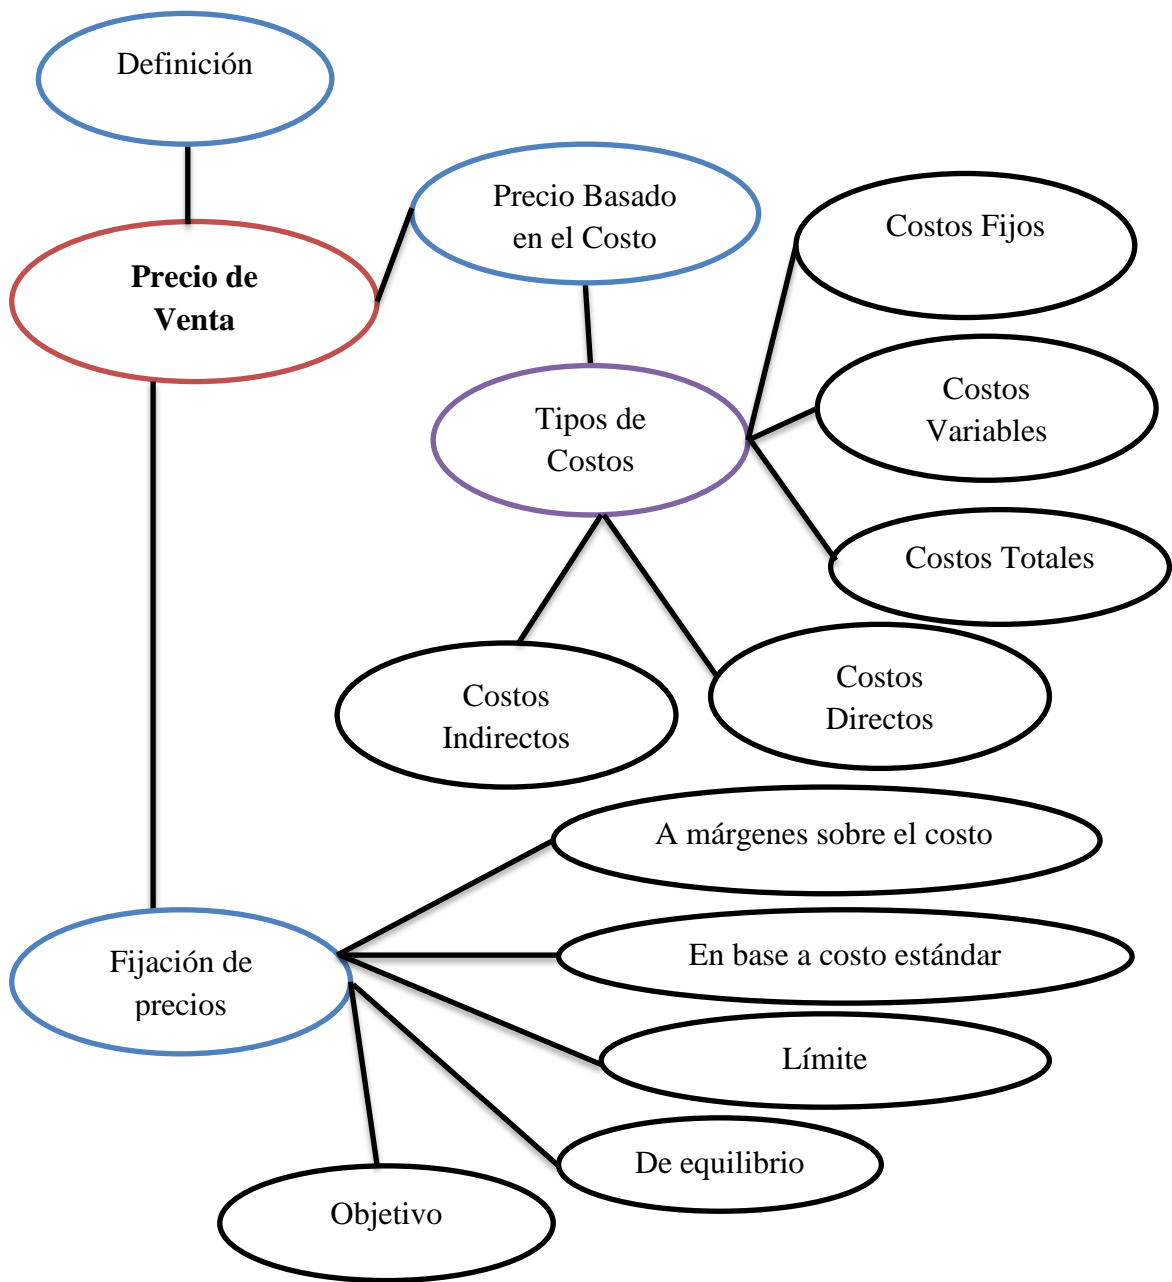 Definición
Precio Basado
en el Costo
Costos Fijos
Precio de
Venta
Costos
Variables
Tipos de
Costos
Costos Totales
Costos
Indirectos
Costos
Directos
A márgenes sobre el costo
En base a costo estándar
Fijación de
precios
Límite
De equilibrio
Objetivo